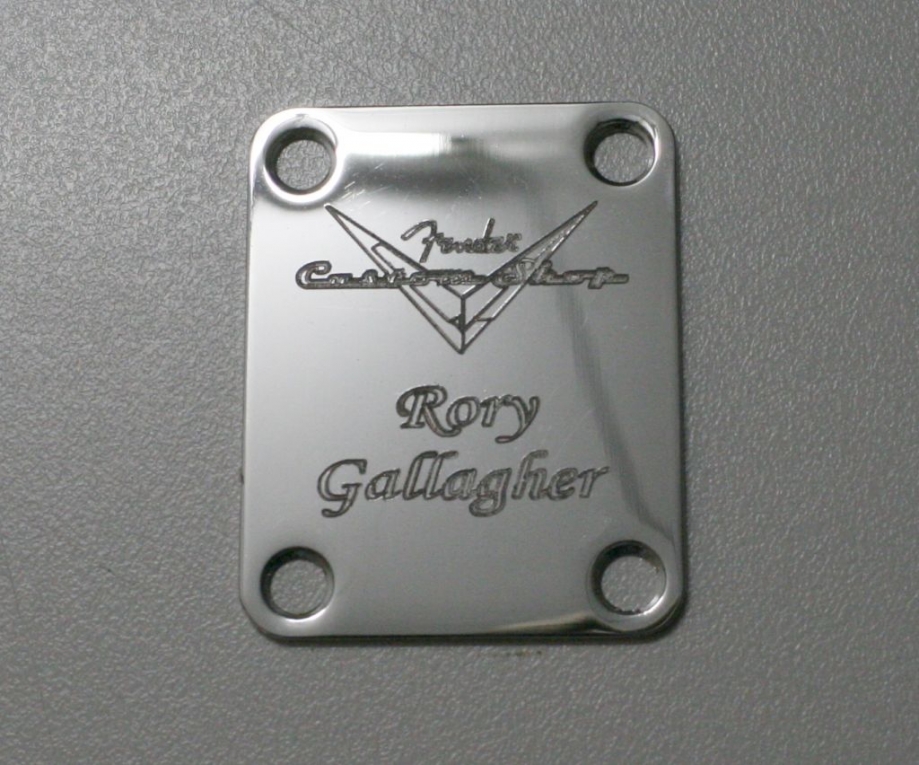 Fender
Custom Shop
Rory
Gallagher